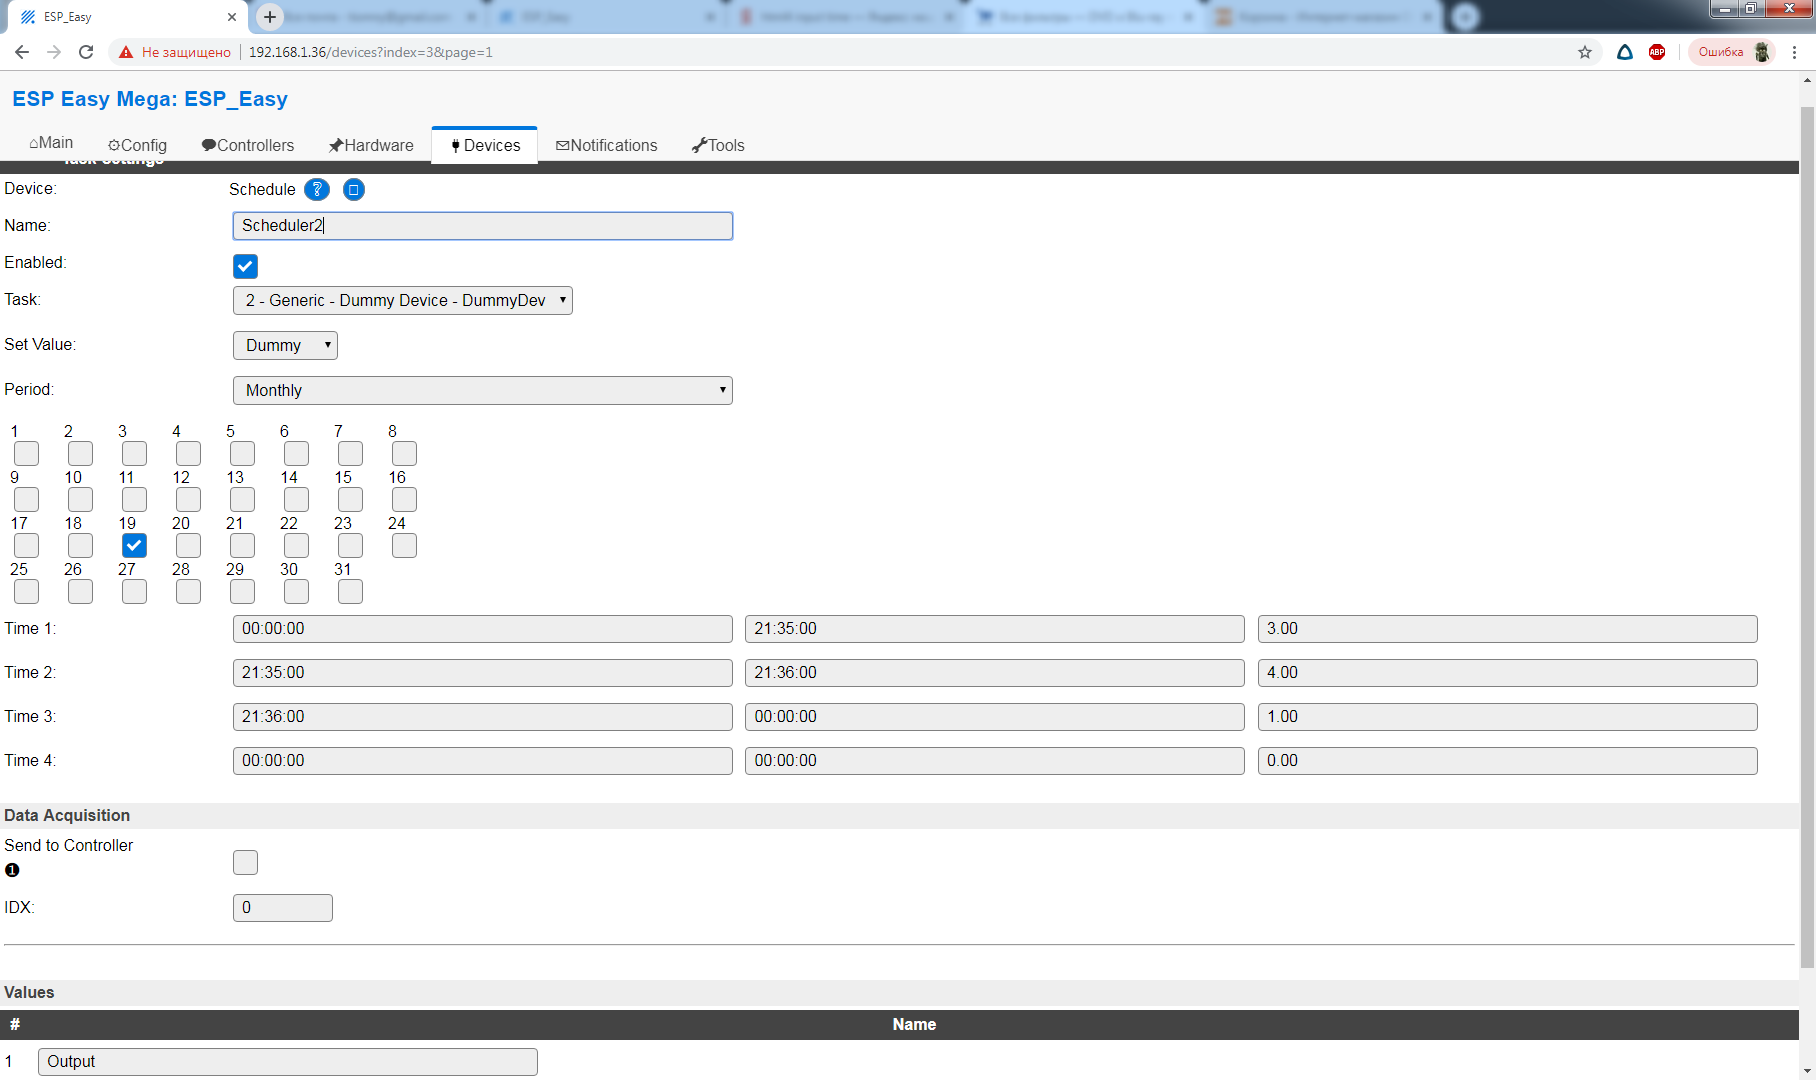 ESP_Easy
Не защищено 192.168.1.36/devices?index=3&page=1 ABP Ошибка
ESP Easy Mega: ESP_Easy
Main Config Controllers Hardware Devices Notifications Tools
Task Settings
Device: Schedule ?
Name: Scheduler2
Enabled:
Task: 2 - Generic - Dummy Device - DummyDev
Set Value: Dummy
Period: Monthly
1 2 3 4 5 6 7 8
9 10 11 12 13 14 15 16
17 18 19 20 21 22 23 24
25 26 27 28 29 30 31
Time 1: 00:00:00 21:35:00 3.00
Time 2: 21:35:00 21:36:00 4.00
Time 3: 21:36:00 00:00:00 1.00
Time 4: 00:00:00 00:00:00 0.00
Data Acquisition
Send to Controller
❶
IDX: 0
Values
# Name
1 Output